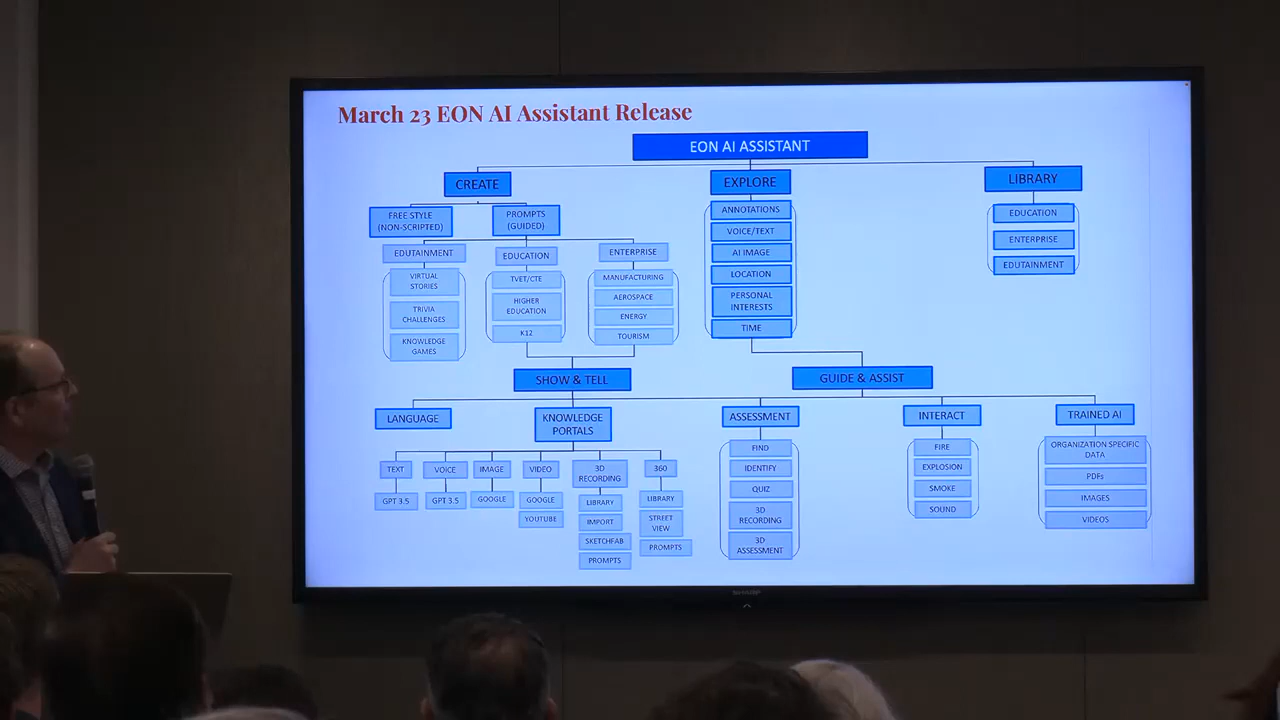 March 23 EON AI Assistant Release
EON AI ASSISTANT
CREATE
EXPLORE
LIBRARY
FREE STYLE
(NON-SCRIPTED)
PROMPTS
(GUIDED)
EDUTAINMENT
VIRTUAL
STORIES
TRIVIA
CHALLENGES
KNOWLEDGE
GAMES
EDUCATION
TVET/CTE
HIGHER
EDUCATION
K12
ENTERPRISE
MANUFACTURING
AEROSPACE
ENERGY
TOURISM
ANNOTATIONS
VOICE/TEXT
AI IMAGE
LOCATION
PERSONAL
INTERESTS
TIME
EDUCATION
ENTERPRISE
EDUTAINMENT
SHOW & TELL
GUIDE & ASSIST
LANGUAGE
KNOWLEDGE
PORTALS
ASSESSMENT
INTERACT
TRAINED AI
TEXT
GPT 3.5
VOICE
GPT 3.5
IMAGE
GOOGLE
VIDEO
GOOGLE
YOUTUBE
3D
RECORDING
LIBRARY
IMPORT
SKETCHFAB
PROMPTS
360
LIBRARY
STREET
VIEW
PROMPTS
FIND
IDENTIFY
QUIZ
3D
RECORDING
3D
ASSESSMENT
FIRE
EXPLOSION
SMOKE
SOUND
ORGANIZATION SPECIFIC
DATA
PDFs
IMAGES
VIDEOS
SHARP